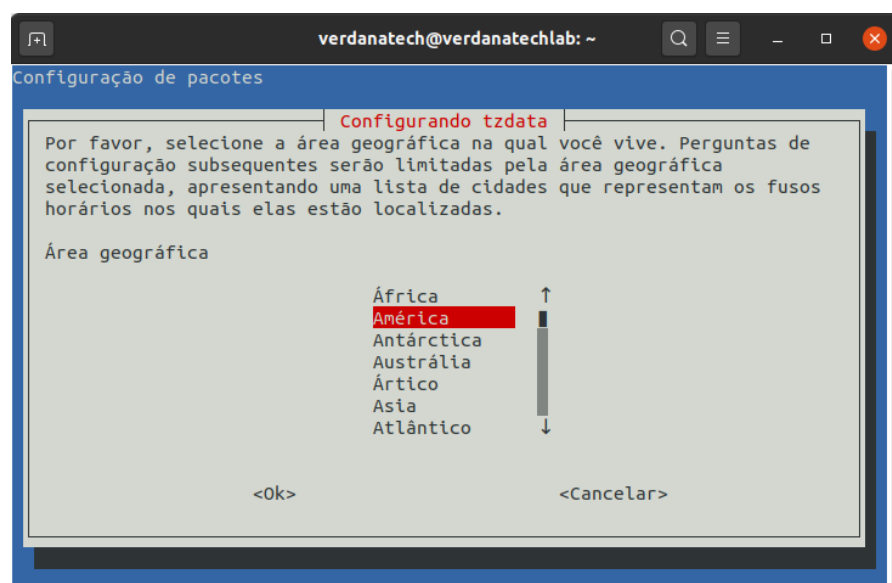 verdanatech@verdanatechlab: ~
Configuração de pacotes
Configurando tzdata
Por favor, selecione a área geográfica na qual você vive. Perguntas de
configuração subsequentes serão limitadas pela área geográfica
selecionada, apresentando uma lista de cidades que representam os fusos
horários nos quais elas estão localizadas.
Área geográfica
África
América
Antárctica
Austrália
Ártico
Asia
Atlântico
<Ok> <Cancelar>